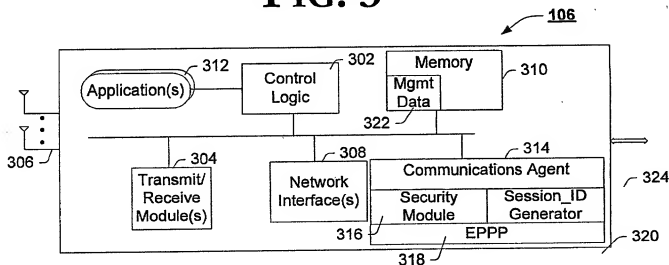 FIG. 3
106
312
Application(s)
302
Control
Logic
Memory
310
Mgmt
Data
322
306
304
Transmit/
Receive
Module(s)
308
Network
Interface(s)
314
Communications Agent
Security
Module
316
Session_ID
Generator
EPPP
318
324
320